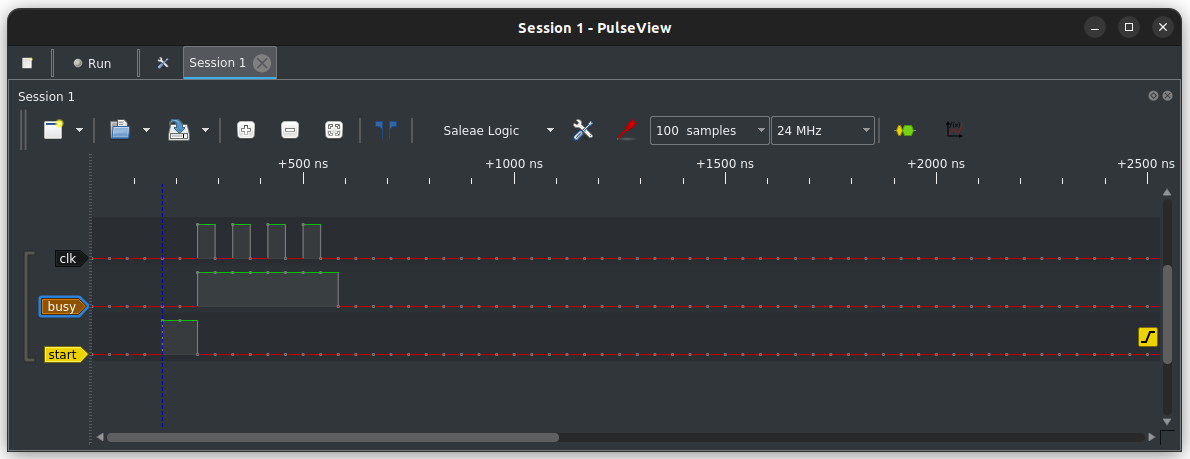 Session 1 - PulseView
Run
Session 1
Session 1
Saleae Logic
100 samples
24 MHz
+500 ns +1000 ns +1500 ns +2000 ns +2500 ns
clk
busy
start